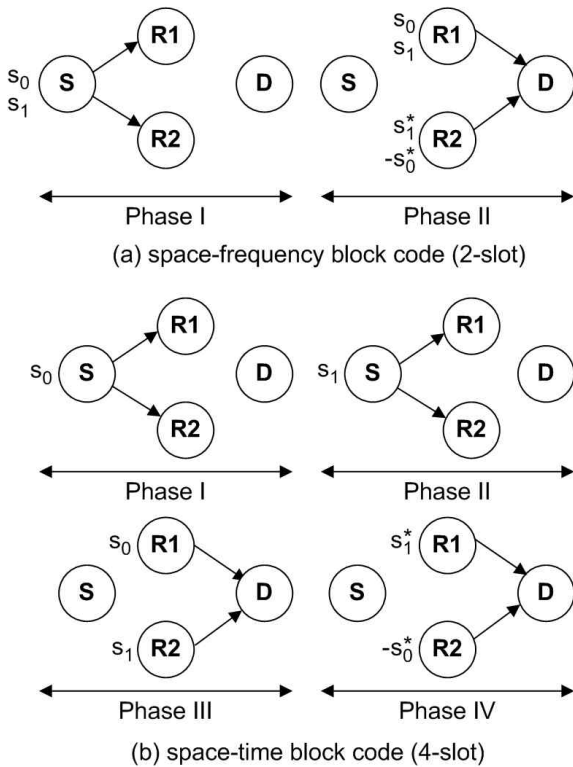 R1
s₀
s₁
S
D
R2
Phase I
s₀
s₁
R1
S
D
s₁*
-s₀*
R2
Phase II
(a) space-frequency block code (2-slot)
R1
s₀
S
D
R2
Phase I
R1
s₁
S
D
R2
Phase II
s₀
R1
S
D
s₁
R2
Phase III
s₁*
R1
S
D
-s₀*
R2
Phase IV
(b) space-time block code (4-slot)